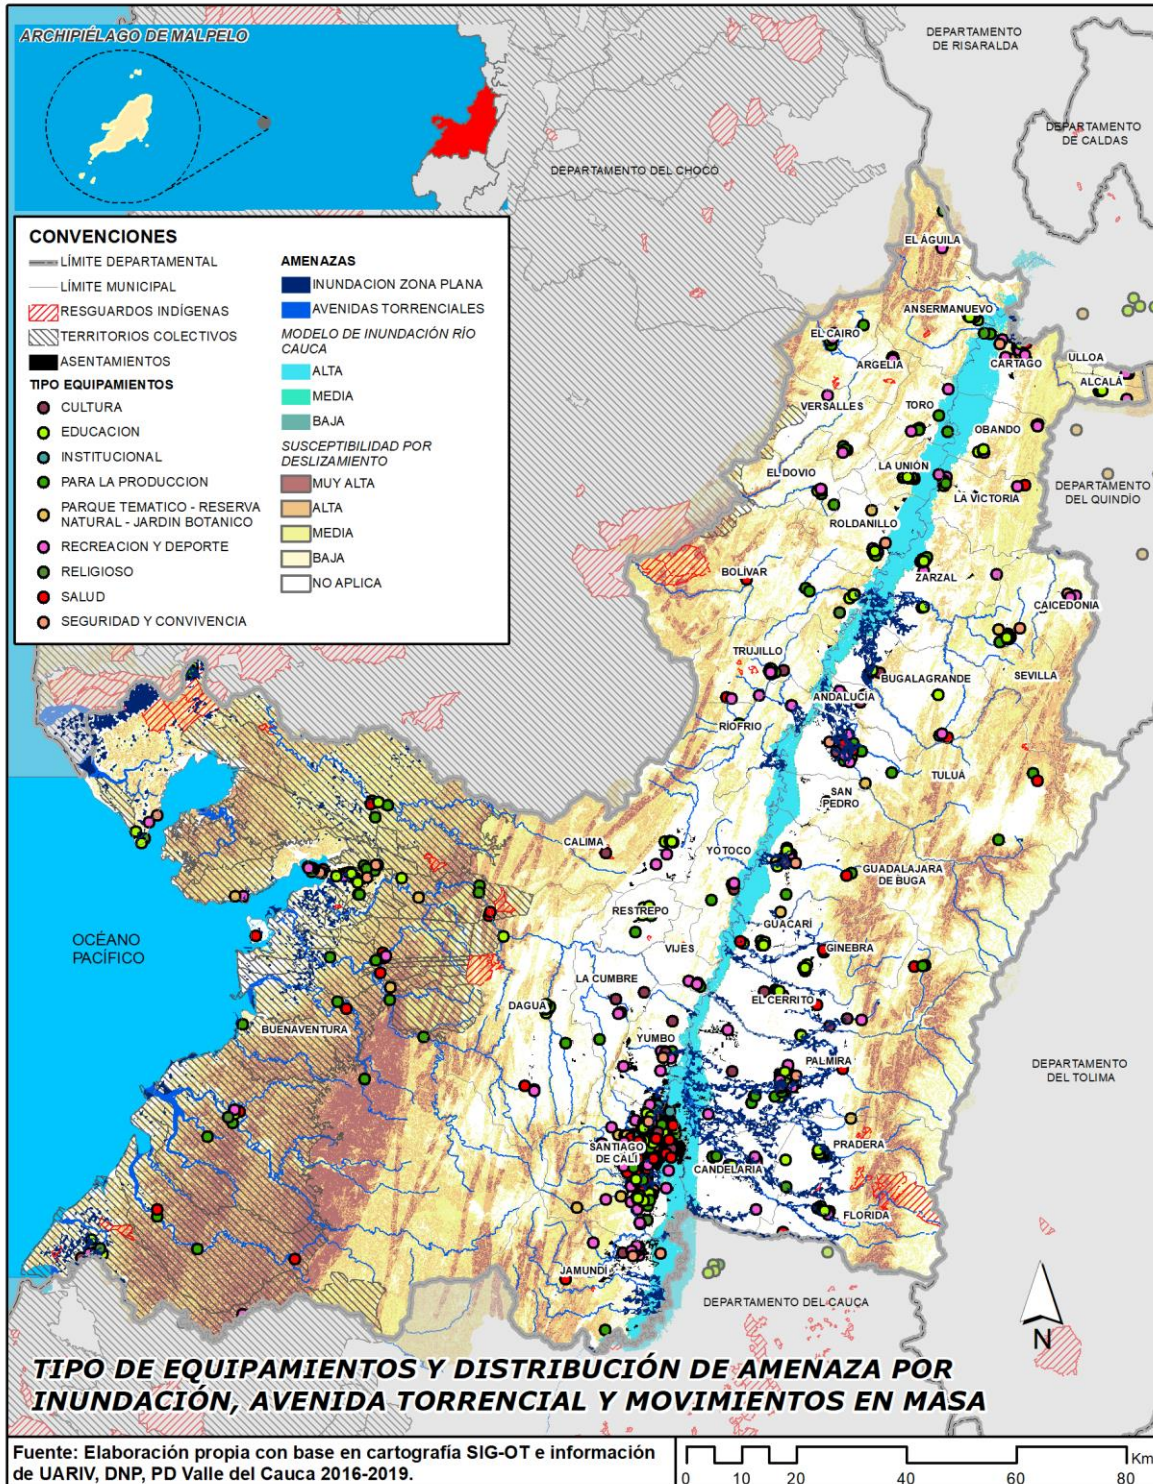 ARCHIPIÉLAGO DE MALPELO
DEPARTAMENTO
DE RISARALDA
DEPARTAMENTO
DE CALDAS
DEPARTAMENTO DEL CHOCÓ
CONVENCIONES
LÍMITE DEPARTAMENTAL
LÍMITE MUNICIPAL
RESGUARDOS INDÍGENAS
TERRITORIOS COLECTIVOS
ASENTAMIENTOS
TIPO EQUIPAMIENTOS
CULTURA
EDUCACION
INSTITUCIONAL
PARA LA PRODUCCION
PARQUE TEMATICO - RESERVA
NATURAL - JARDIN BOTANICO
RECREACION Y DEPORTE
RELIGIOSO
SALUD
SEGURIDAD Y CONVIVENCIA
AMENAZAS
INUNDACION ZONA PLANA
AVENIDAS TORRENCIALES
MODELO DE INUNDACIÓN RÍO
CAUCA
ALTA
MEDIA
BAJA
SUSCEPTIBILIDAD POR
DESLIZAMIENTO
MUY ALTA
ALTA
MEDIA
BAJA
NO APLICA
EL ÁGUILA
ANSERMANUEVO
EL CAIRO
ARGELIA
CARTAGO
ULLOA
ALCALÁ
VERSALLES
TORO
OBANDO
EL DOVIO
LA UNIÓN
LA VICTORIA
DEPARTAMENTO
DEL QUINDÍO
ROLDANILLO
BOLÍVAR
ZARZAL
CAICEDONIA
TRUJILLO
BUGALAGRANDE
SEVILLA
ANDALUCÍA
RIOFRIO
TULUÁ
SAN
PEDRO
CALIMA
YOTOCO
GUADALAJARA
DE BUGA
RESTREPO
GUACARÍ
VIJES
GINEBRA
OCÉANO
PACÍFICO
LA CUMBRE
EL CERRITO
DAGUA
BUENAVENTURA
YUMBO
PALMIRA
DEPARTAMENTO
DEL TOLIMA
SANTIAGO
DE CALI
PRADERA
CANDELARIA
FLORIDA
JAMUNDÍ
DEPARTAMENTO DEL CAUCA
N
TIPO DE EQUIPAMIENTOS Y DISTRIBUCIÓN DE AMENAZA POR
INUNDACIÓN, AVENIDA TORRENCIAL Y MOVIMIENTOS EN MASA
Fuente: Elaboración propia con base en cartografía SIG-OT e información
de UARIV, DNP, PD Valle del Cauca 2016-2019.
Km
0 10 20 40 60 80